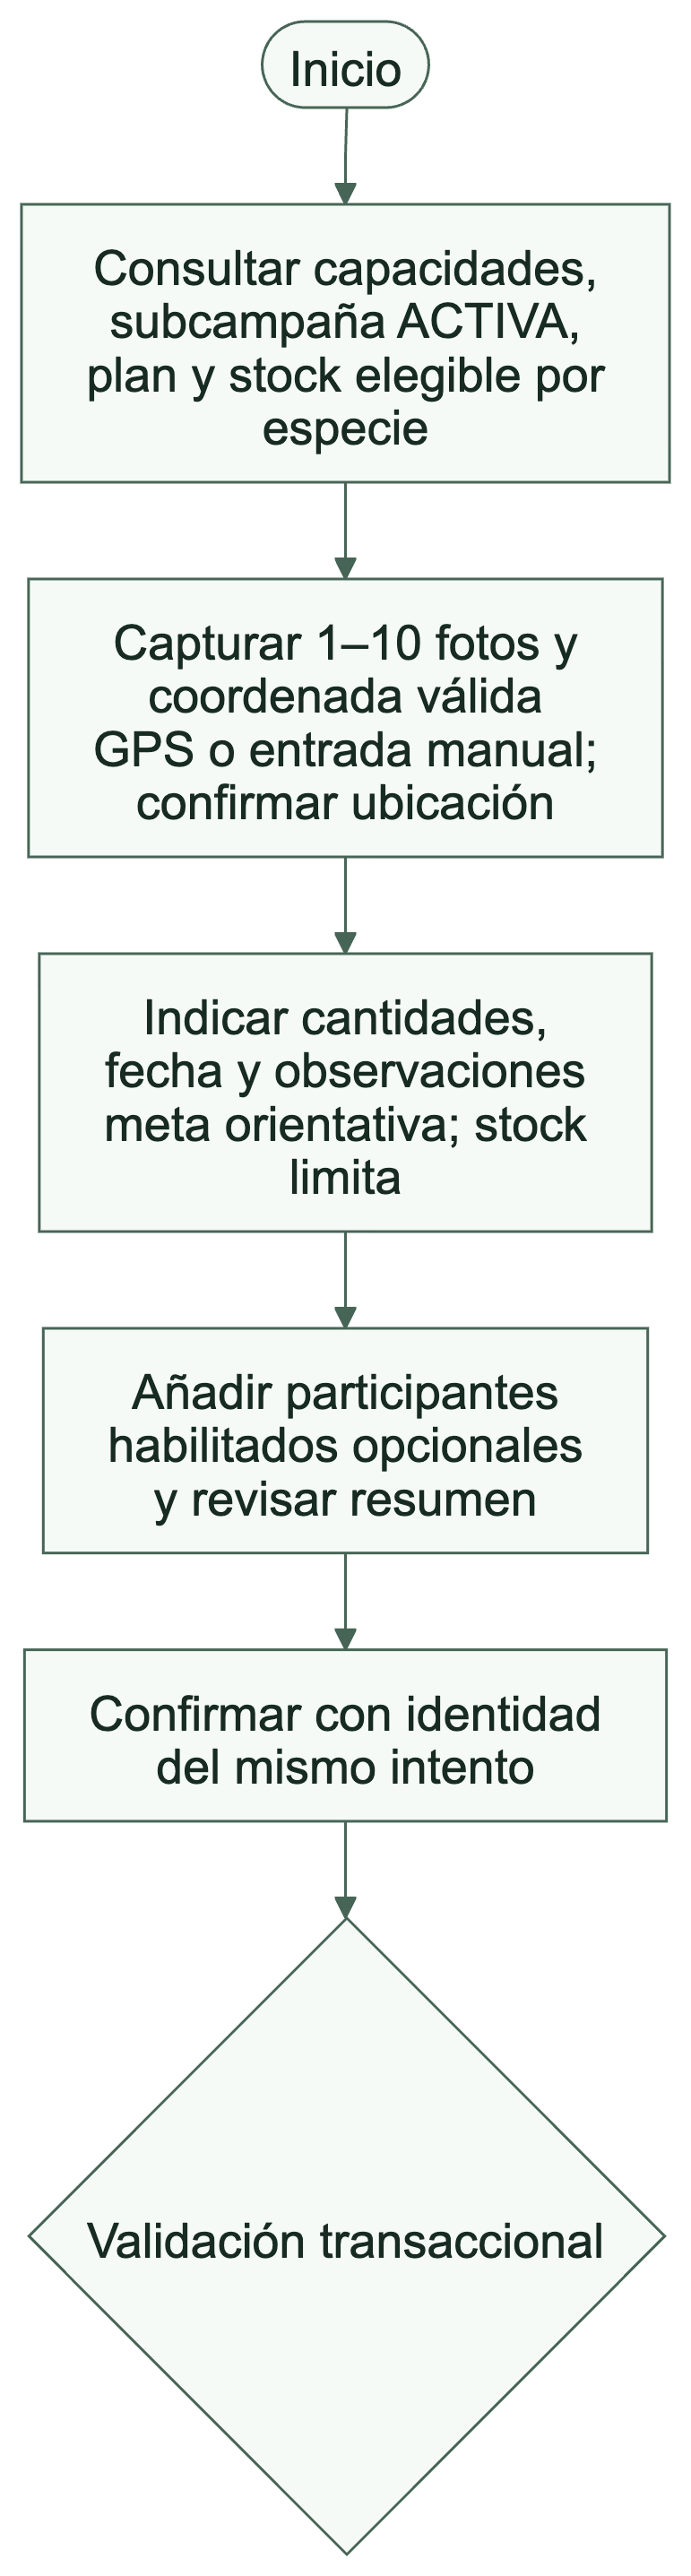 Inicio
Consultar capacidades,
subcampaña ACTIVA,
plan y stock elegible por
especie
Capturar 1–10 fotos y
coordenada válida
GPS o entrada manual;
confirmar ubicación
Indicar cantidades,
fecha y observaciones
meta orientativa; stock
limita
Añadir participantes
habilitados opcionales
y revisar resumen
Confirmar con identidad
del mismo intento
Validación transaccional